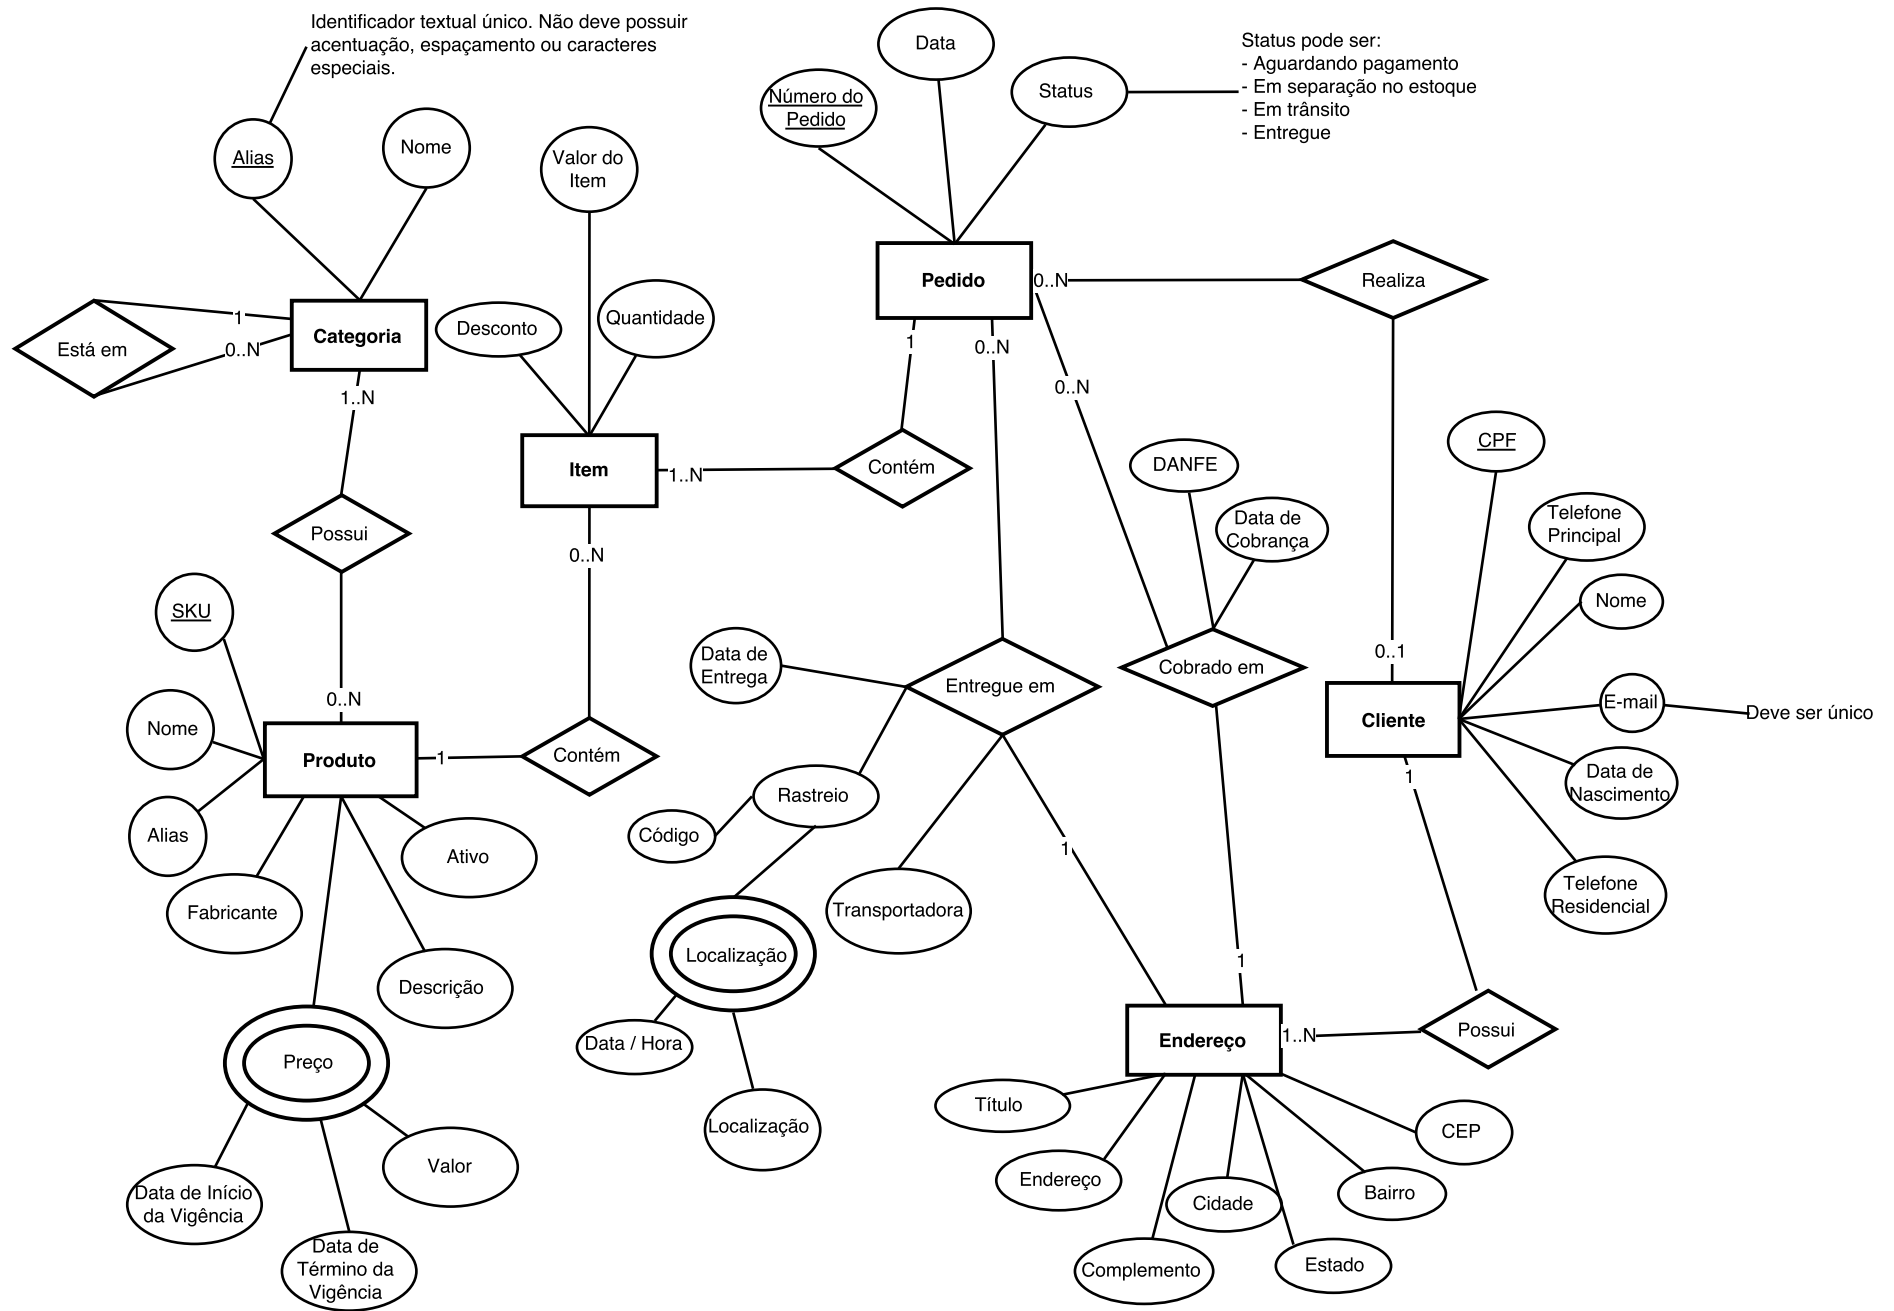 Identificador textual único. Não deve possuir
acentuação, espaçamento ou caracteres
especiais.
Data
Status pode ser:
- Aguardando pagamento
- Em separação no estoque
- Em trânsito
- Entregue
Número do
Pedido
Status
Alias
Nome
Valor do
Item
Pedido
0..N
Realiza
Categoria
1
0..N
Está em
Desconto
Quantidade
1
0..N
0..N
1..N
Item
1..N
Contém
CPF
DANFE
Data de
Cobrança
Telefone
Principal
Possui
0..N
SKU
Nome
Data de
Entrega
Entregue em
Cobrado em
0..1
0..N
Nome
Produto
1
Contém
Cliente
E-mail
Deve ser único
1
Data de
Nascimento
Alias
Fabricante
Ativo
Rastreio
Código
1
Telefone
Residencial
Transportadora
Descrição
Localização
1
Preço
Data / Hora
Endereço
1..N
Possui
Localização
Título
CEP
Valor
Endereço
Cidade
Bairro
Data de Início
da Vigência
Data de
Término da
Vigência
Complemento
Estado